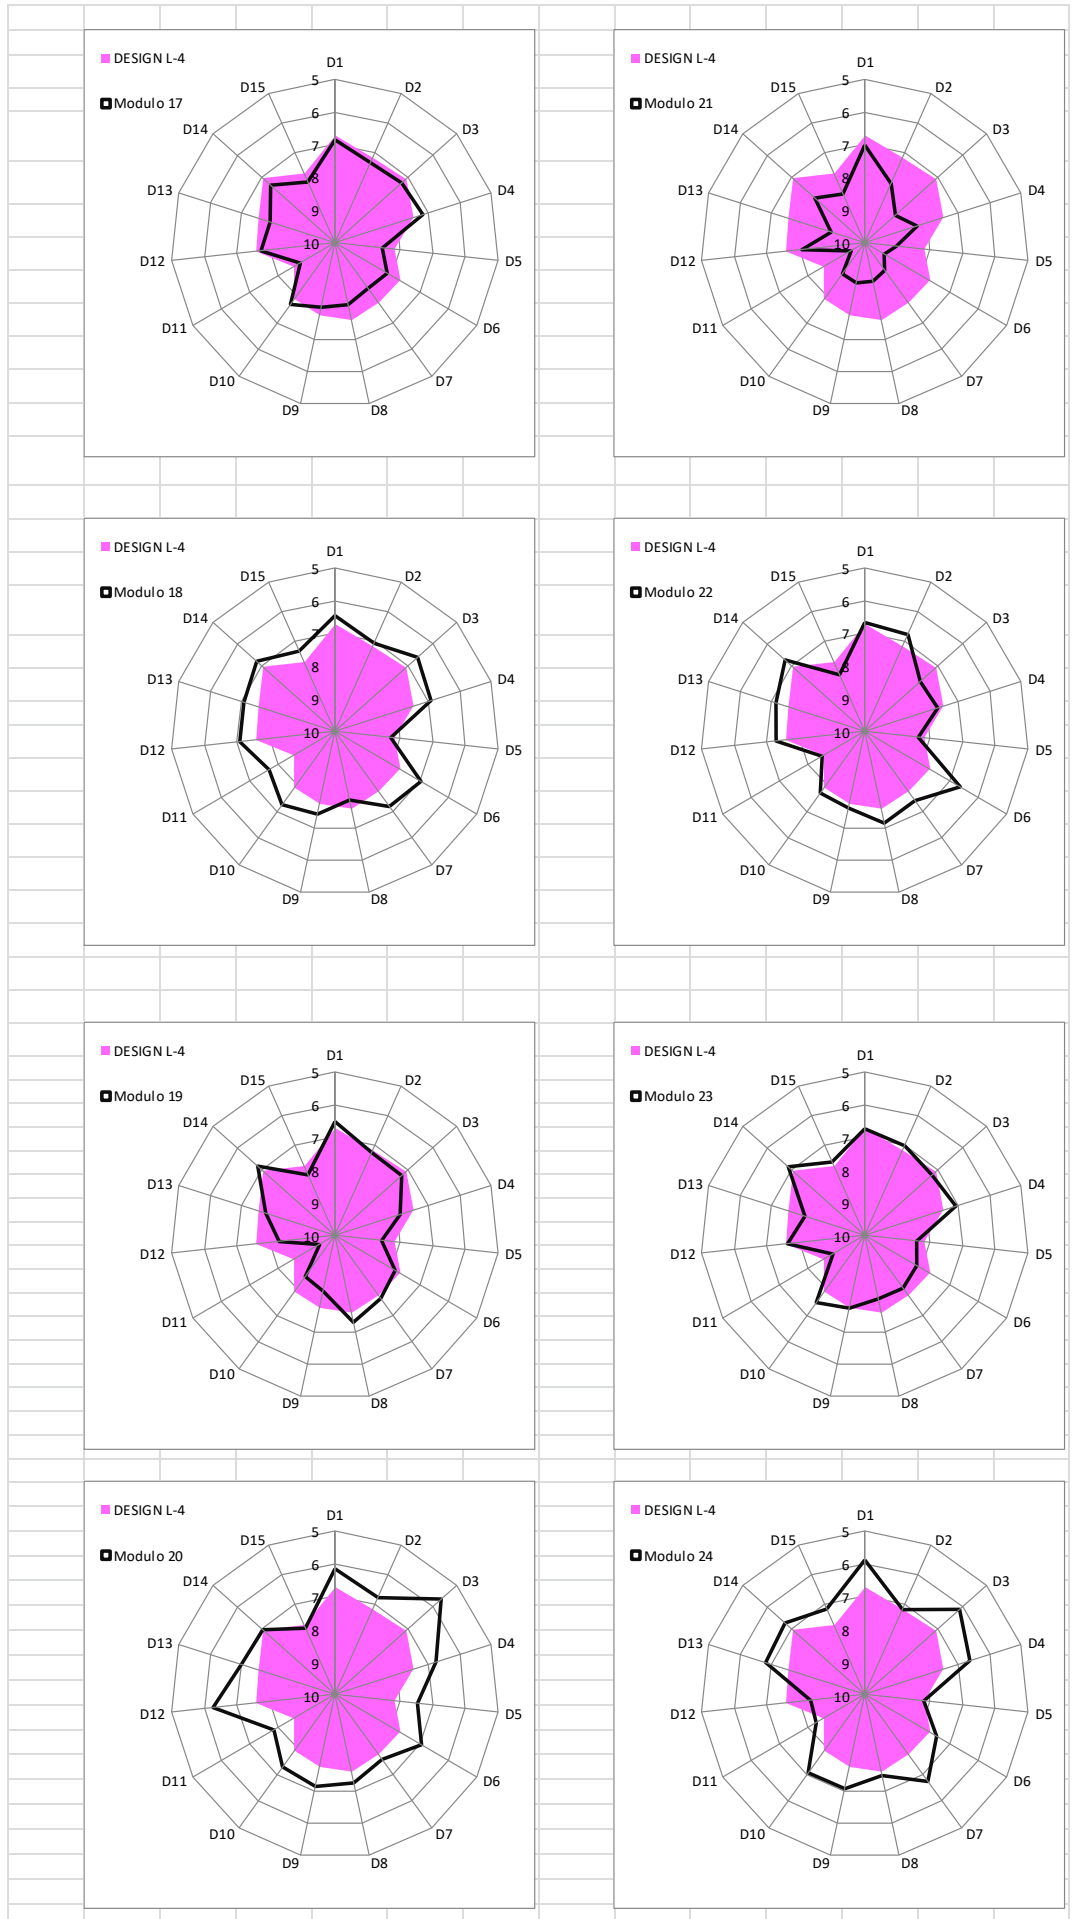 DESIGN L-4
Modulo 17
D1
D2
D3
D4
D5
D6
D7
D8
D9
D10
D11
D12
D13
D14
D15
5
6
7
8
9
10
DESIGN L-4
Modulo 21
D1
D2
D3
D4
D5
D6
D7
D8
D9
D10
D11
D12
D13
D14
D15
5
6
7
8
9
10
DESIGN L-4
Modulo 18
D1
D2
D3
D4
D5
D6
D7
D8
D9
D10
D11
D12
D13
D14
D15
5
6
7
8
9
10
DESIGN L-4
Modulo 22
D1
D2
D3
D4
D5
D6
D7
D8
D9
D10
D11
D12
D13
D14
D15
5
6
7
8
9
10
DESIGN L-4
Modulo 19
D1
D2
D3
D4
D5
D6
D7
D8
D9
D10
D11
D12
D13
D14
D15
5
6
7
8
9
10
DESIGN L-4
Modulo 23
D1
D2
D3
D4
D5
D6
D7
D8
D9
D10
D11
D12
D13
D14
D15
5
6
7
8
9
10
DESIGN L-4
Modulo 20
D1
D2
D3
D4
D5
D6
D7
D8
D9
D10
D11
D12
D13
D14
D15
5
6
7
8
9
10
DESIGN L-4
Modulo 24
D1
D2
D3
D4
D5
D6
D7
D8
D9
D10
D11
D12
D13
D14
D15
5
6
7
8
9
10